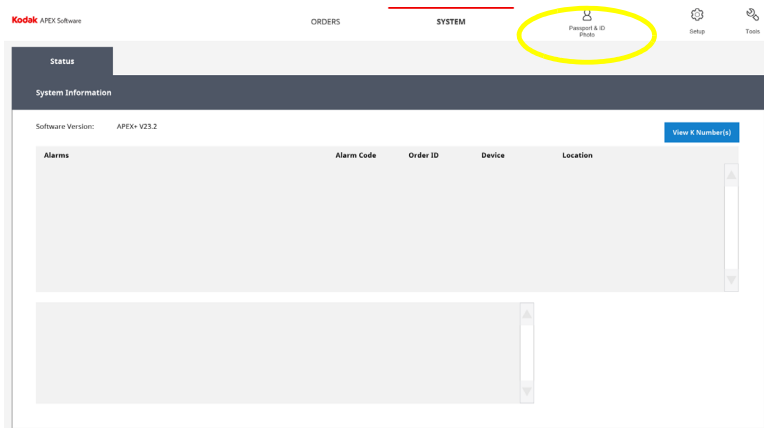 Kodak APEX Software
ORDERS
SYSTEM
Passport & ID
Photo
Setup
Tools
Status
System Information
Software Version: APEX+ V23.2
View K Number(s)
Alarms Alarm Code Order ID Device Location